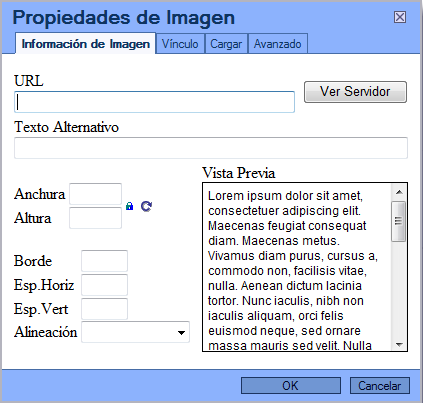 Propiedades de Imagen
Información de Imagen
Vínculo
Cargar
Avanzado
URL
Ver Servidor
Texto Alternativo
Anchura
Altura
Borde
Esp.Horiz
Esp.Vert
Alineación
Vista Previa
Lorem ipsum dolor sit amet,
consectetuer adipiscing elit.
Maecenas feugiat consequat
diam. Maecenas metus.
Vivamus diam purus, cursus a,
commodo non, facilisis vitae,
nulla. Aenean dictum lacinia
tortor. Nunc iaculis, nibh non
iaculis aliquam, orci felis
euismod neque, sed ornare
massa mauris sed velit. Nulla
OK
Cancelar